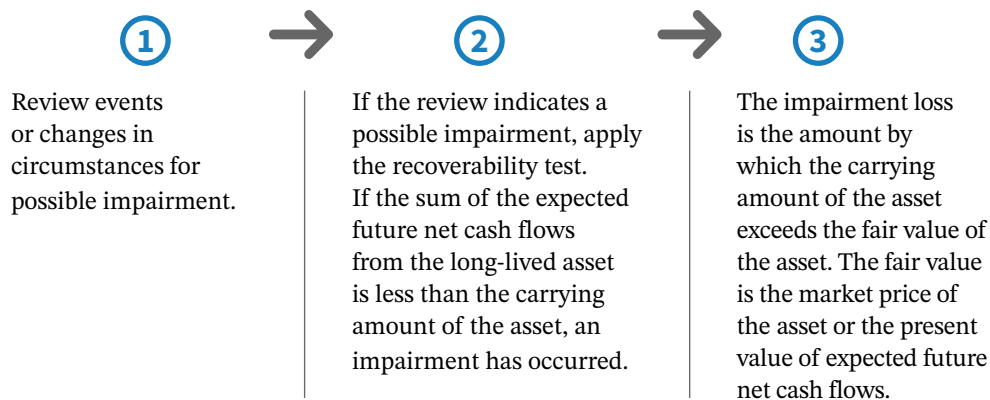 1
Review events
or changes in
circumstances for
possible impairment.
2
If the review indicates a
possible impairment, apply
the recoverability test.
If the sum of the expected
future net cash flows
from the long-lived asset
is less than the carrying
amount of the asset, an
impairment has occurred.
3
The impairment loss
is the amount by
which the carrying
amount of the asset
exceeds the fair value of
the asset. The fair value
is the market price of
the asset or the present
value of expected future
net cash flows.